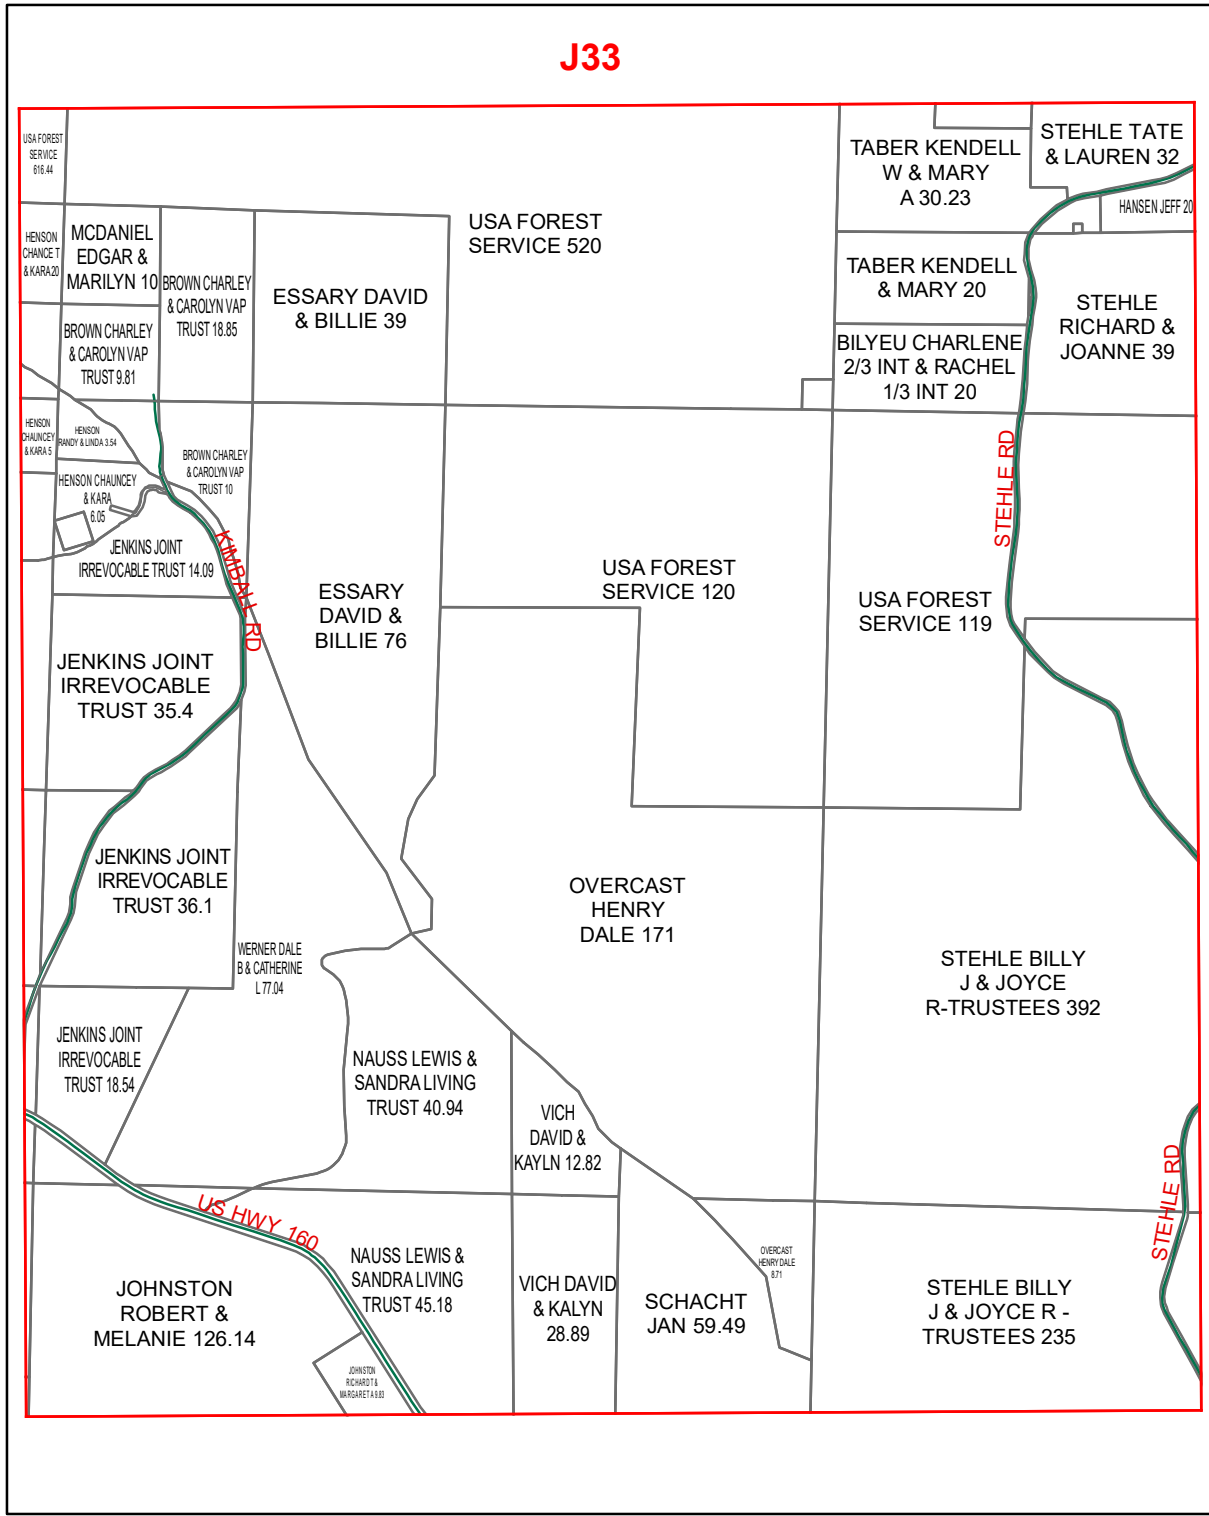 J33
USA FOREST
SERVICE
616.44
TABER KENDELL
W & MARY
A 30.23
STEHLE TATE
& LAUREN 32
HANSEN JEFF 20
USA FOREST
SERVICE 520
HENSON
CHANCE T
& KARA 20
MCDANIEL
EDGAR &
MARILYN 10
BROWN CHARLEY
& CAROLYN VAP
TRUST 18.85
ESSARY DAVID
& BILLIE 39
TABER KENDELL
& MARY 20
STEHLE
RICHARD &
JOANNE 39
BROWN CHARLEY
& CAROLYN VAP
TRUST 9.81
BILYEU CHARLENE
2/3 INT & RACHEL
1/3 INT 20
HENSON
CHAUNCEY
& KARA 5
HENSON
RANDY & LINDA 3.54
BROWN CHARLEY
& CAROLYN VAP
TRUST 10
HENSON CHAUNCEY
& KARA
6.05
STEHLE RD
JENKINS JOINT
IRREVOCABLE TRUST 14.09
KIMBALL RD
ESSARY
DAVID &
BILLIE 76
USA FOREST
SERVICE 120
USA FOREST
SERVICE 119
JENKINS JOINT
IRREVOCABLE
TRUST 35.4
JENKINS JOINT
IRREVOCABLE
TRUST 36.1
OVERCAST
HENRY
DALE 171
WERNER DALE
B & CATHERINE
L 77.04
STEHLE BILLY
J & JOYCE
R-TRUSTEES 392
JENKINS JOINT
IRREVOCABLE
TRUST 18.54
NAUSS LEWIS &
SANDRA LIVING
TRUST 40.94
VICH
DAVID &
KAYLN 12.82
STEHLE RD
US HWY 160
NAUSS LEWIS &
SANDRA LIVING
TRUST 45.18
OVERCAST
HENRY DALE
8.71
JOHNSTON
ROBERT &
MELANIE 126.14
VICH DAVID
& KALYN
28.89
SCHACHT
JAN 59.49
STEHLE BILLY
J & JOYCE R -
TRUSTEES 235
JOHNSTON
RICHARD T &
MARGARET A 9.83